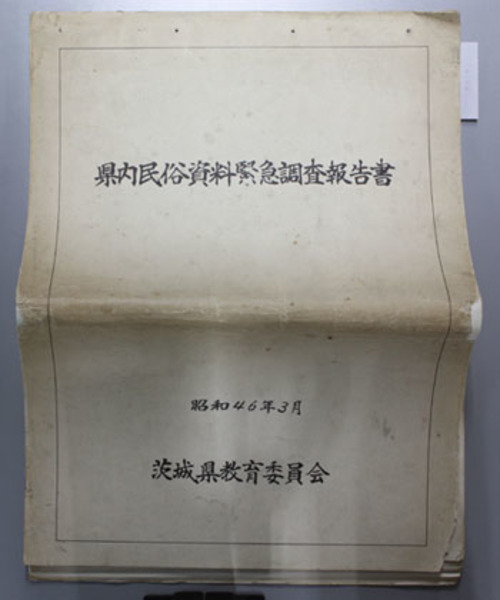 県内民俗資料緊急調査報告書
昭和46年3月
茨城県教育委員会